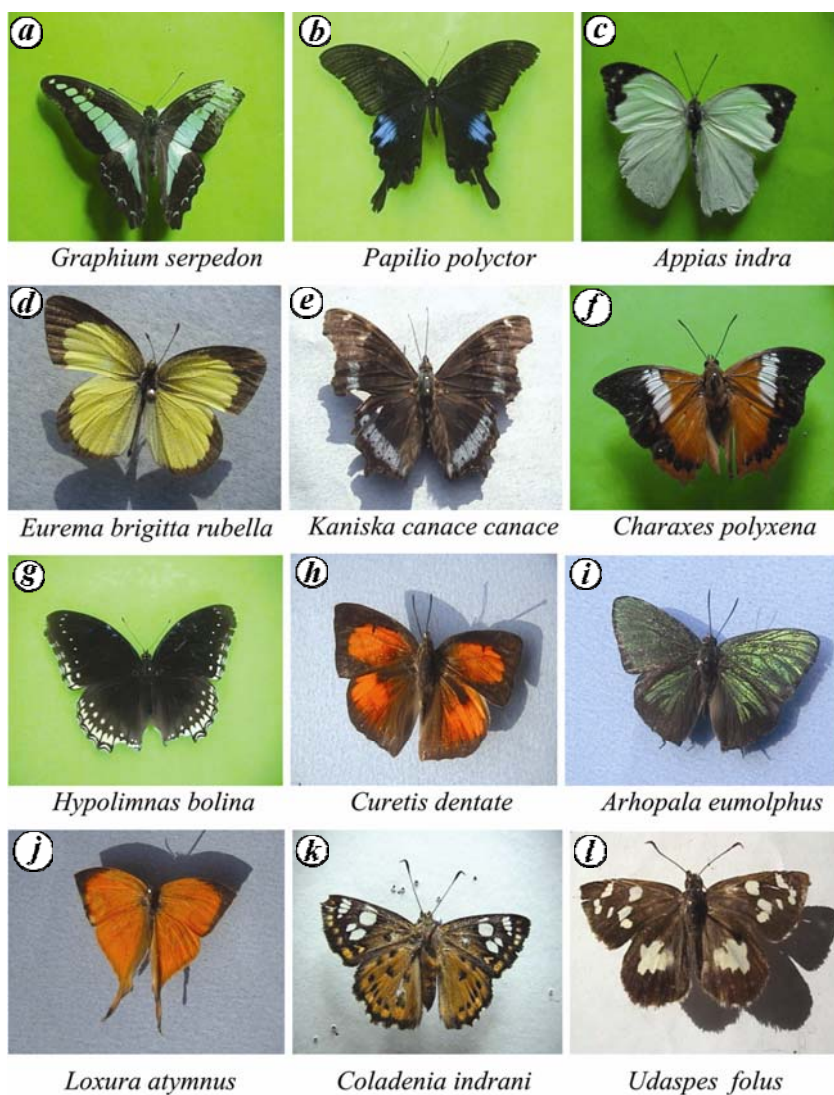 a b c
Graphium serpedon Papilio polyctor Appias indra
d e f
Eurema brigitta rubella Kaniska canace canace Charaxes polyxena
g h i
Hypolimnas bolina Curetis dentate Arhopala eumolphus
j k l
Loxura atymnus Coladenia indrani Udaspes folus